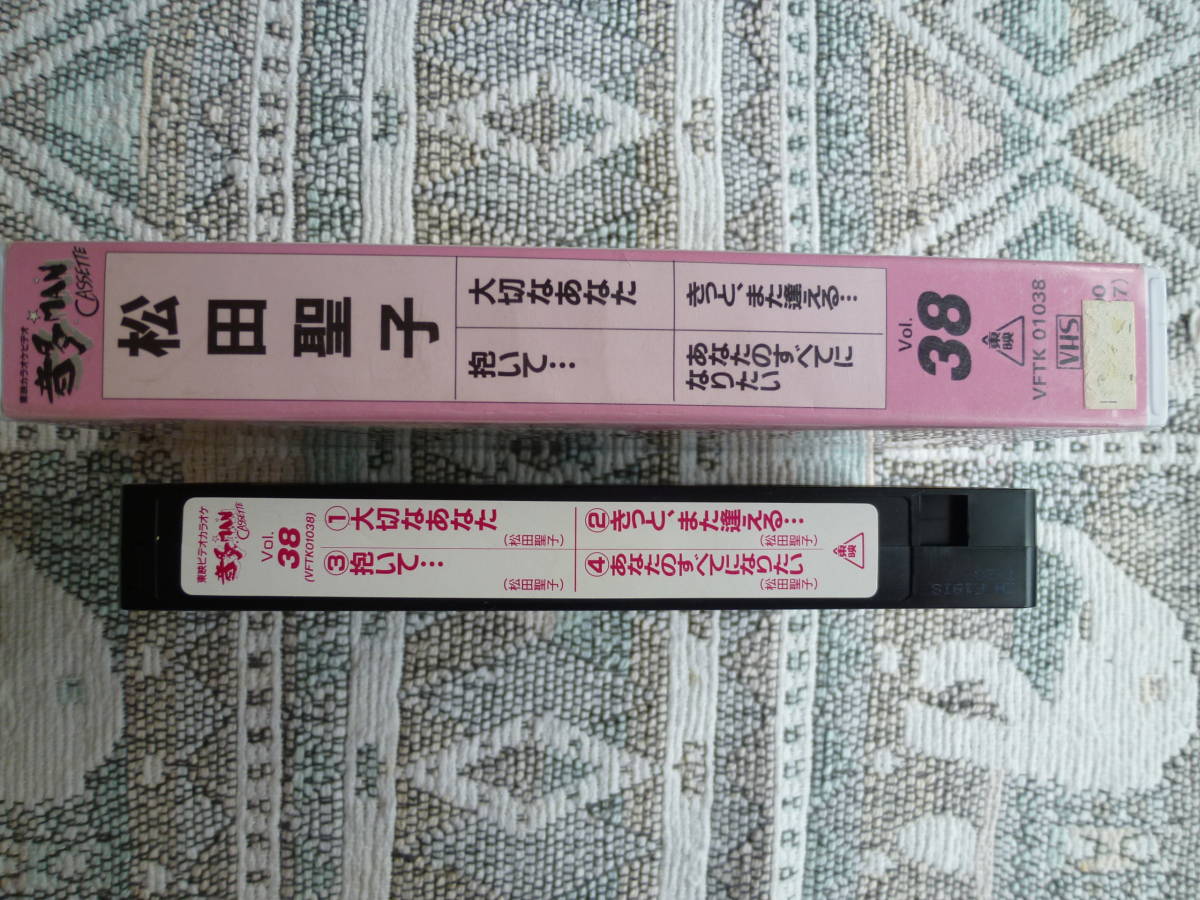 東映カラオケビデオ
音多MAN
CASSETTE
松田聖子
大切なあなた
きっと、また逢える…
抱いて…
あなたのすべてに
なりたい
Vol.
38
東映
VFTK 01038
VHS
東映ビデオカラオケ
音多MAN
CASSETTE
Vol.
38
(VFTK01038)
①大切なあなた
(松田聖子)
②きっと、また逢える…
(松田聖子)
③抱いて…
(松田聖子)
④あなたのすべてになりたい
(松田聖子)
東映